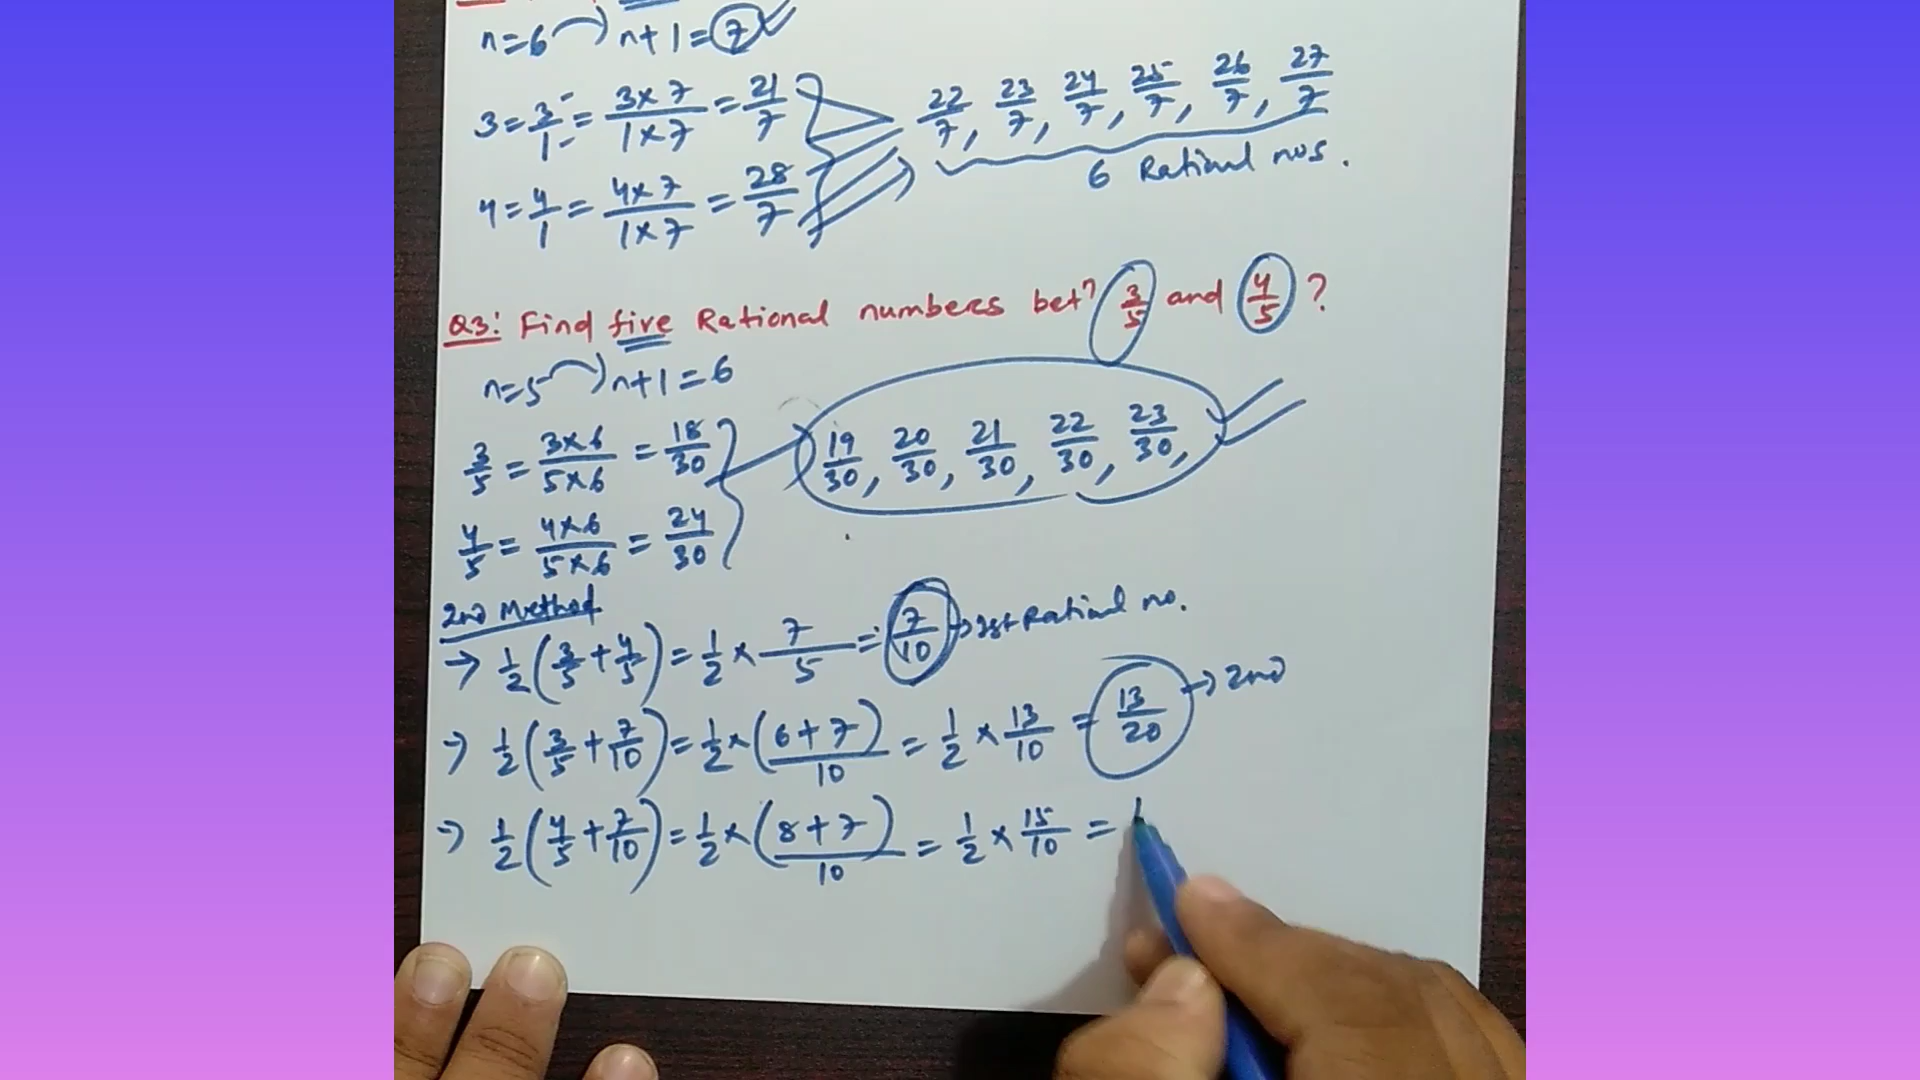 n=6 → n+1=7
3=3/1=3×7/1×7=21/7
22/7, 23/7, 24/7, 25/7, 26/7, 27/7
6 Rational nos.
4=4/1=4×7/1×7=28/7
Q3: Find five Rational numbers betⁿ 3/5 and 4/5?
n=5 → n+1=6
3/5=3×6/5×6=18/30
19/30, 20/30, 21/30, 22/30, 23/30,
4/5=4×6/5×6=24/30
2nd Method
→ 1/2(3/5+4/5)=1/2×7/5=7/10 → 1st Rational no.
→ 1/2(3/5+7/10)=1/2×(6+7)/10=1/2×13/10=13/20 → 2nd
→ 1/2(4/5+7/10)=1/2×(8+7)/10=1/2×15/10=1